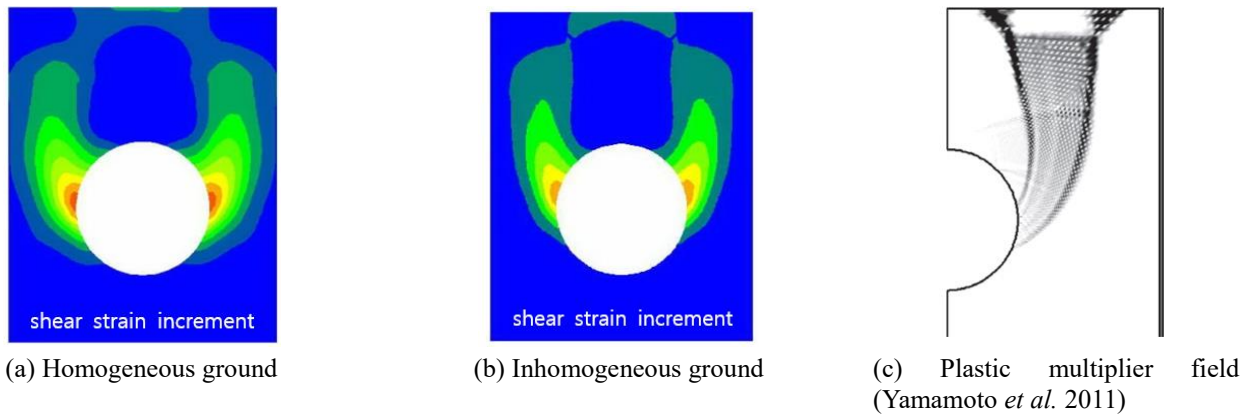 shear strain increment
shear strain increment
(a) Homogeneous ground
(b) Inhomogeneous ground
(c) Plastic multiplier field
(Yamamoto et al. 2011)